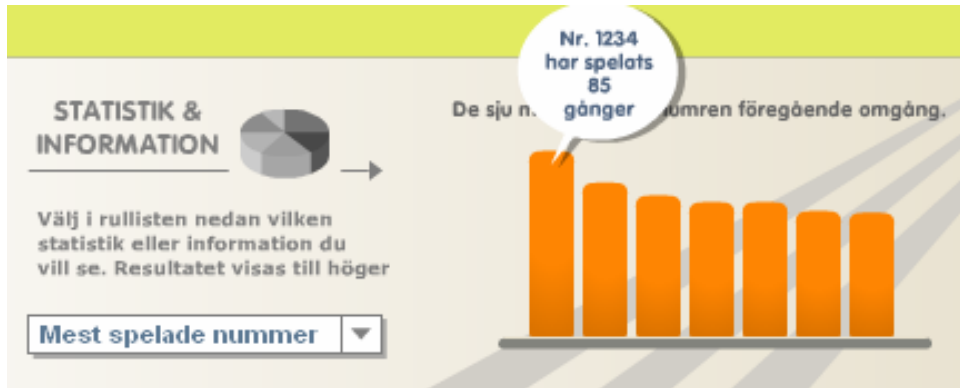 Nr. 1234
har spelats
85
gånger
STATISTIK &
INFORMATION
De sju numren föregående omgång.
Välj i rullisten nedan vilken
statistik eller information du
vill se. Resultatet visas till höger
Mest spelade nummer